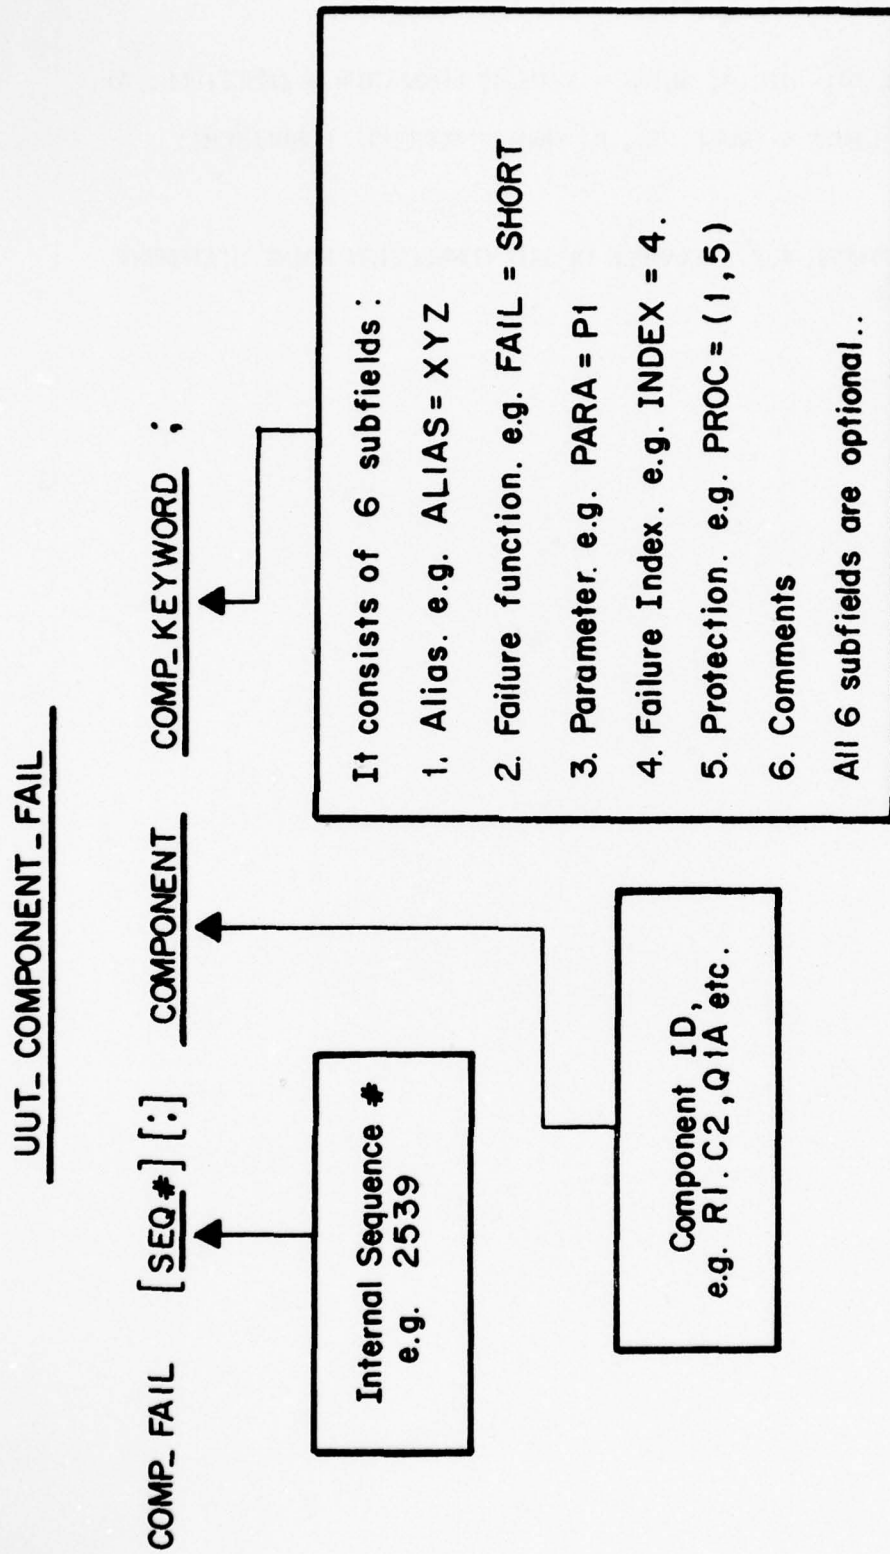 UUT_COMPONENT_FAIL
COMP_FAIL [SEQ#] [:] COMPONENT COMP_KEYWORD ;
Internal Sequence #
e.g. 2539
Component ID,
e.g. R1. C2, Q1A etc.
It consists of 6 subfields :
1. Alias. e.g. ALIAS = XYZ
2. Failure function. e.g. FAIL = SHORT
3. Parameter. e.g. PARA = P1
4. Failure Index. e.g. INDEX = 4.
5. Protection. e.g. PROC = (1,5)
6. Comments
All 6 subfields are optional..